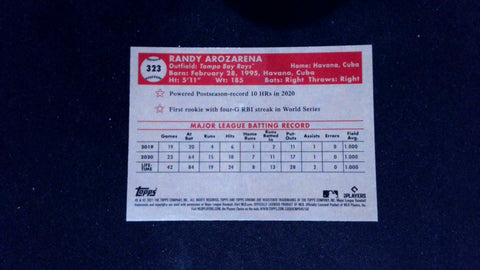 323
RANDY AROZARENA
Outfield: Tampa Bay Rays® Home: Havana, Cuba
Born: February 28, 1995, Havana, Cuba
Ht: 5'11" Wt: 185 Bats: Right Throws: Right
Powered Postseason-record 10 HRs in 2020
First rookie with four-G RBI streak in World Series
MAJOR LEAGUE BATTING RECORD
Games At Bat Runs Hits Home Runs Runs Batted In Put-Outs Assists Errors Field Avg.
2019 19 20 4 6 1 2 11 1 0 1.000
2020 23 64 15 18 7 11 17 1 0 1.000
LIFE-TIME 42 84 19 24 8 13 28 2 0 1.000
Topps
MLB PLAYERS